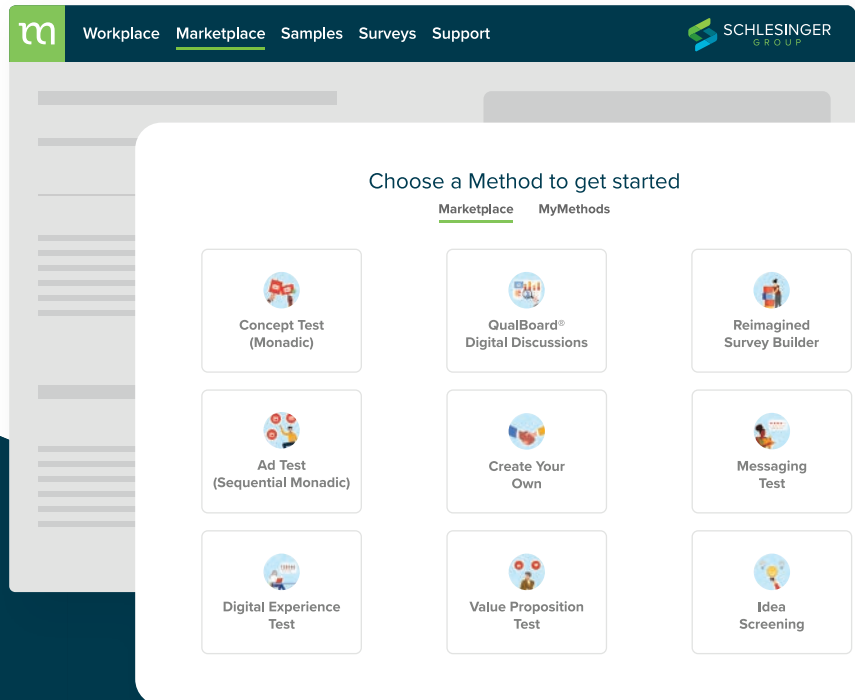 m
Workplace Marketplace Samples Surveys Support
SCHLESINGER
GROUP
Choose a Method to get started
Marketplace MyMethods
Concept Test
(Monadic)
QualBoard®
Digital Discussions
Reimagined
Survey Builder
Ad Test
(Sequential Monadic)
Create Your
Own
Messaging
Test
Digital Experience
Test
Value Proposition
Test
Idea
Screening